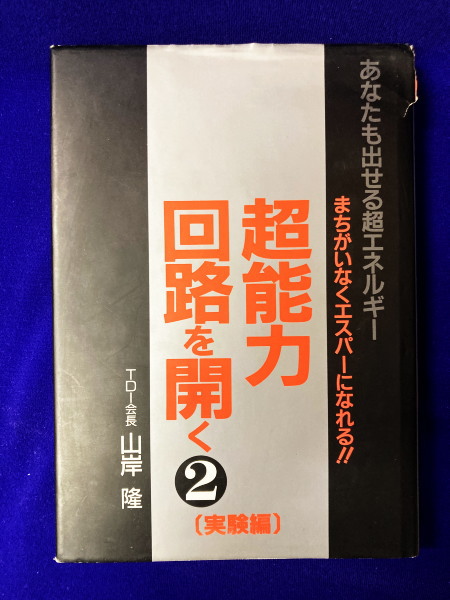 あなたも出せる超エネルギー
まちがいなくエスパーになれる!!
超能力
回路を開く❷
〔実験編〕
TDI会長 山岸 隆